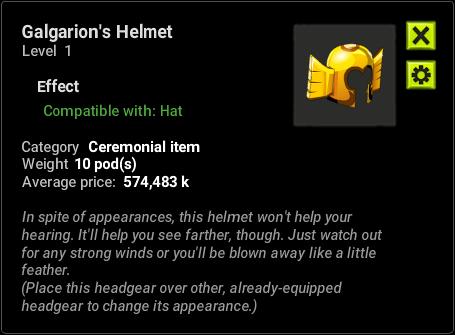 Galgarion's Helmet
Level 1
Effect
Compatible with: Hat
Category Ceremonial item
Weight 10 pod(s)
Average price: 574,483 k
In spite of appearances, this helmet won't help your
hearing. It'll help you see farther, though. Just watch out
for any strong winds or you'll be blown away like a little
feather.
(Place this headgear over other, already-equipped
headgear to change its appearance.)